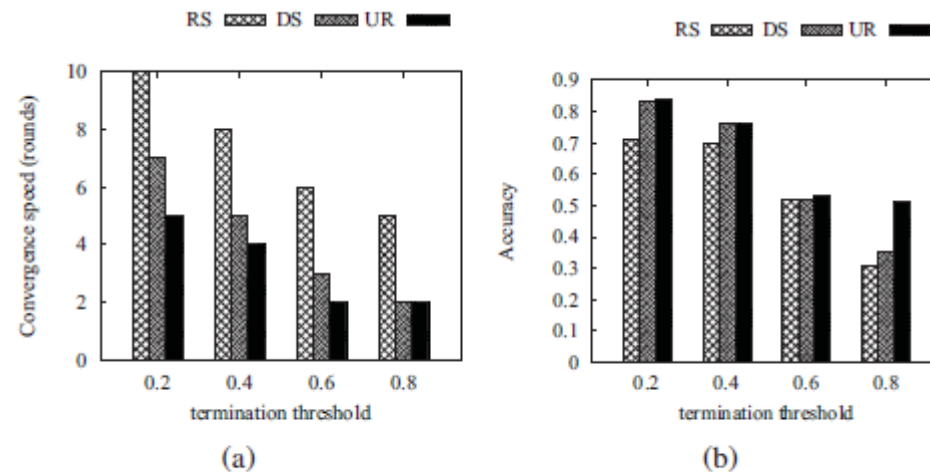 RS DS UR
Convergence speed (rounds)
10
8
6
4
2
0
0.2 0.4 0.6 0.8
termination threshold
(a)
RS DS UR
Accuracy
0.9
0.8
0.7
0.6
0.5
0.4
0.3
0.2
0.1
0
0.2 0.4 0.6 0.8
termination threshold
(b)